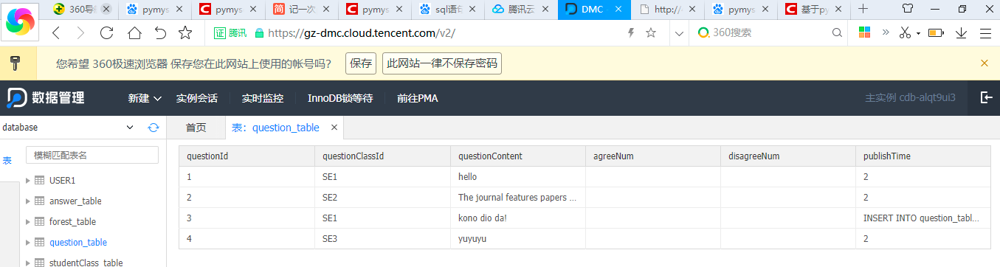 360导 pymys pymys 记一次 pymys sql语句 腾讯云 DMC http:// pymys 基于py
证 腾讯 https://gz-dmc.cloud.tencent.com/v2/ 360搜索
您希望 360极速浏览器 保存您在此网站上使用的帐号吗? 保存 此网站一律不保存密码
数据管理 新建 实例会话 实时监控 InnoDB锁等待 前往PMA 主实例 cdb-alqt9ui3
database 首页 表: question_table
表 模糊匹配表名
questionId questionClassId questionContent agreeNum disagreeNum publishTime
USER1
1 SE1 hello 2
answer_table
2 SE2 The journal features papers ... 2
forest_table
3 SE1 kono dio da! INSERT INTO question_tabl...
question_table
4 SE3 yuyuyu 2
studentClass_table